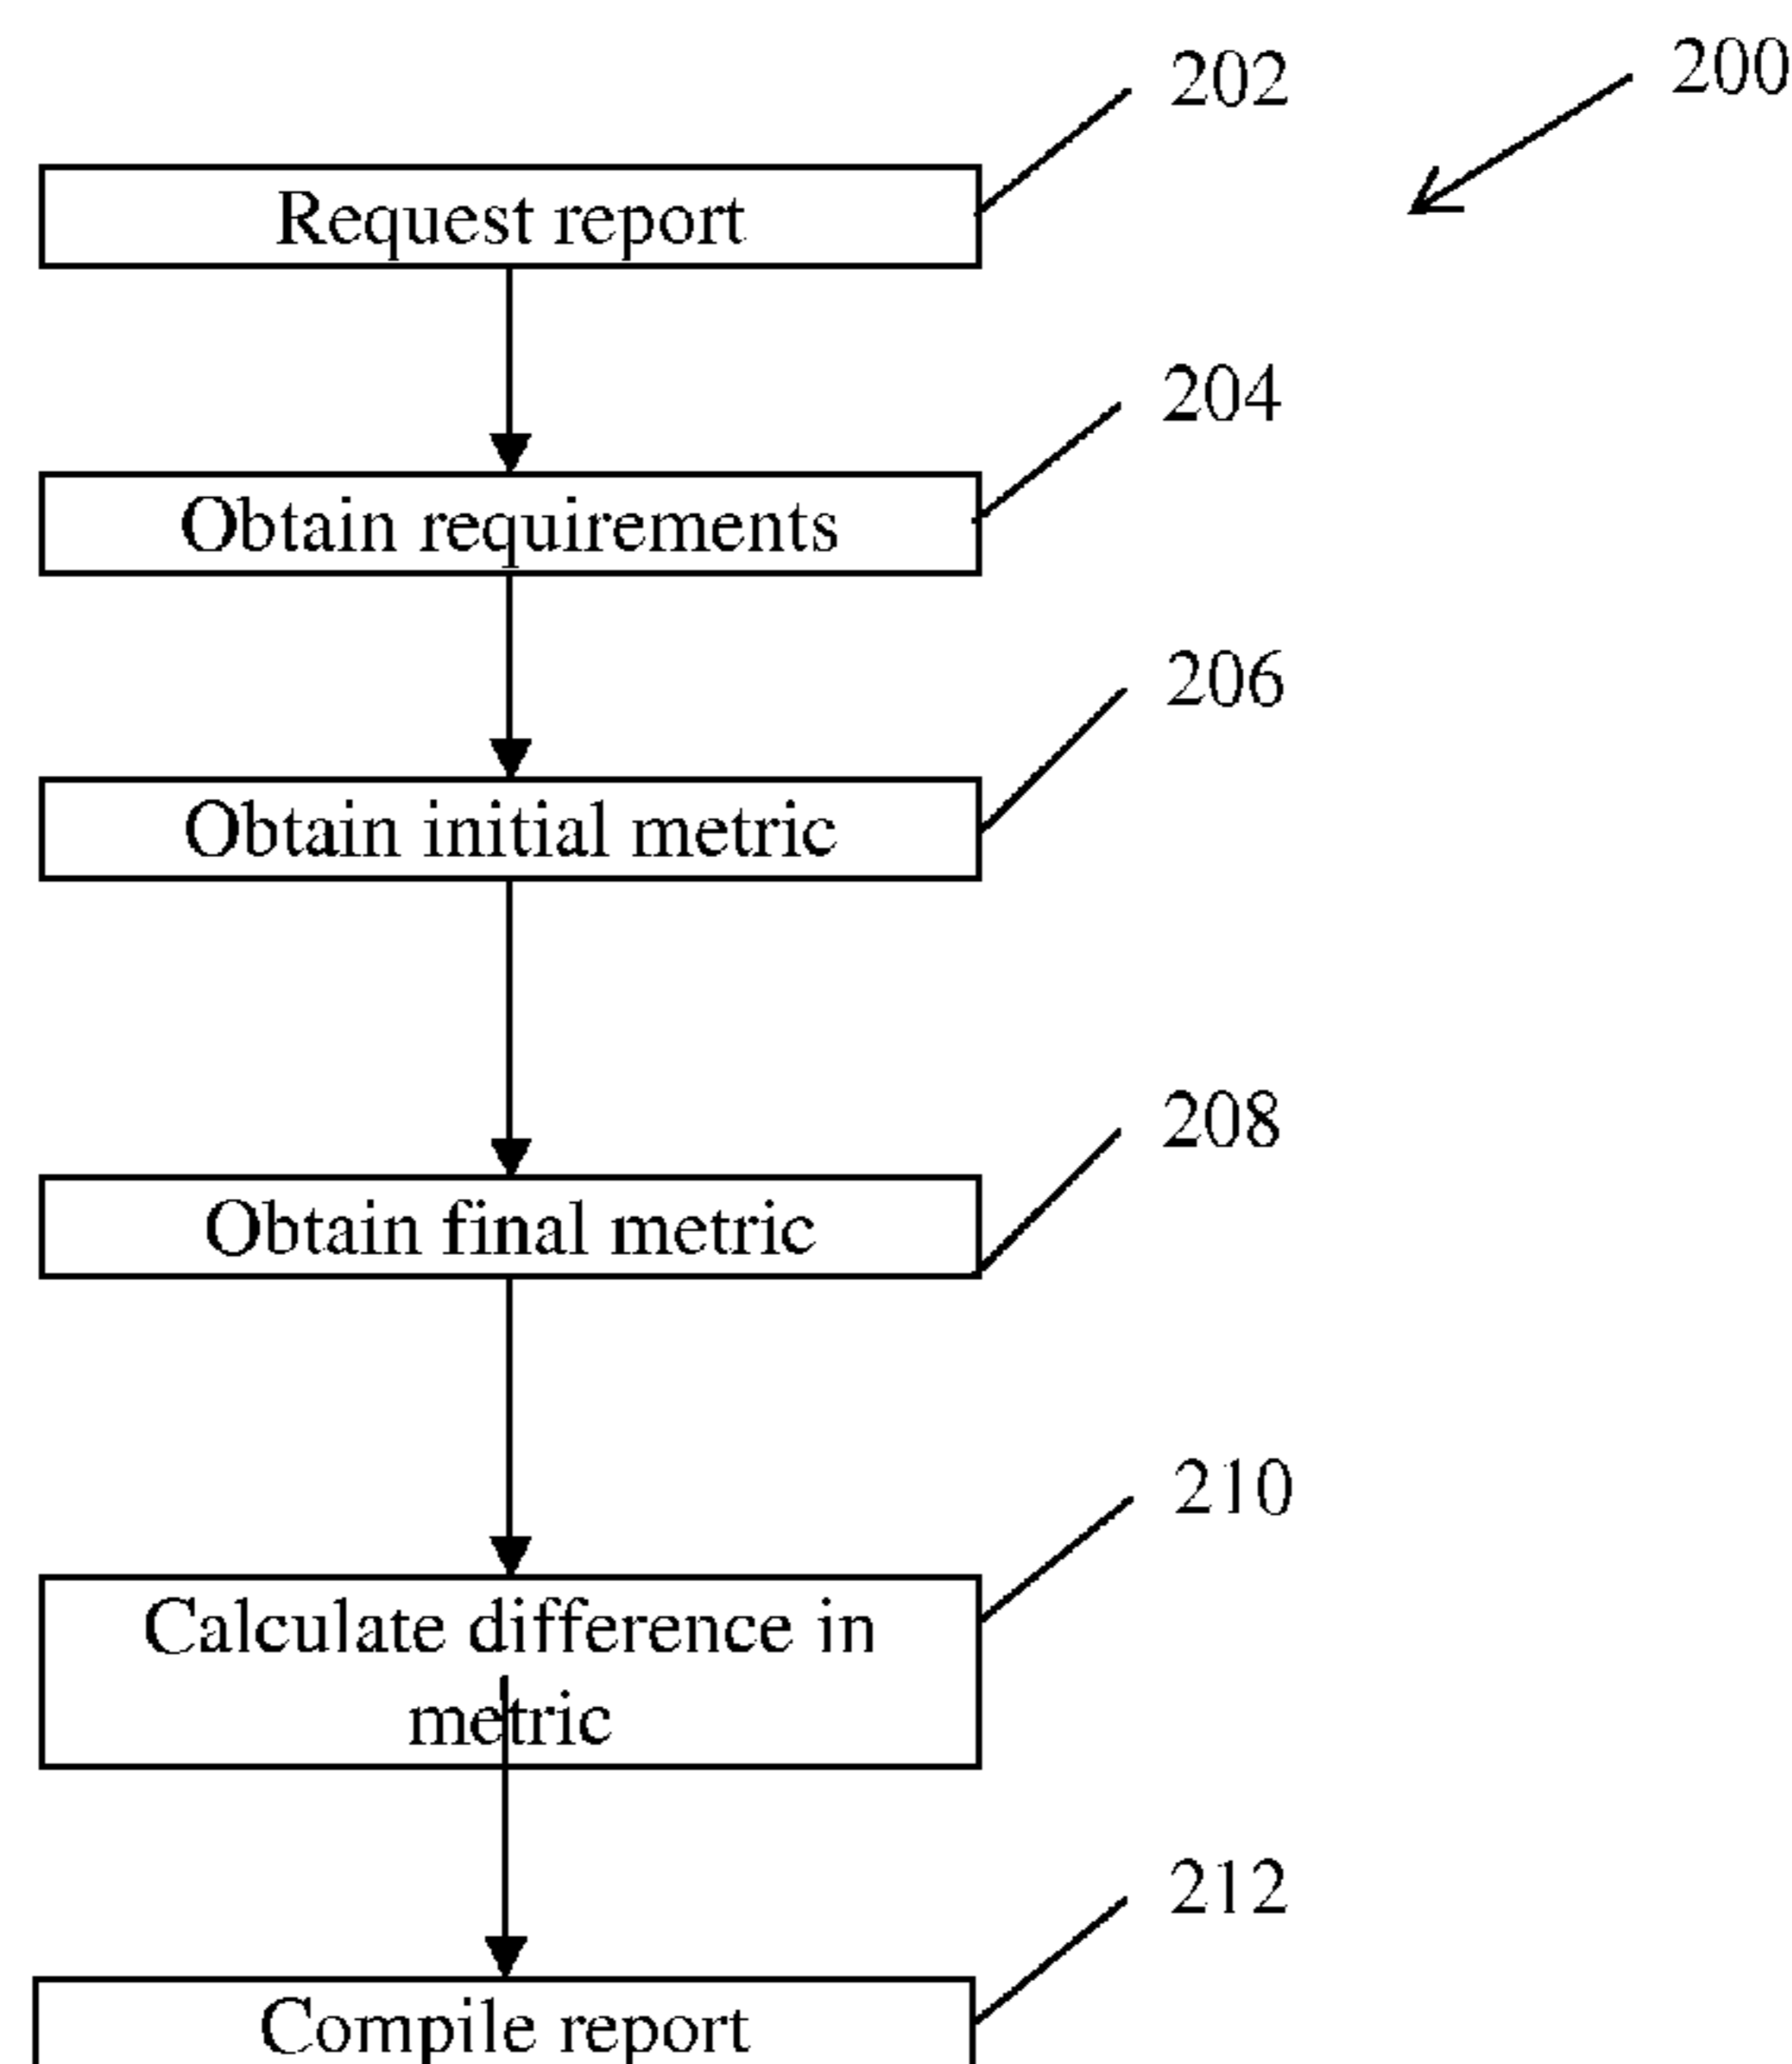 200
202
Request report
204
Obtain requirements
206
Obtain initial metric
208
Obtain final metric
210
Calculate difference in
metric
212
Compile report